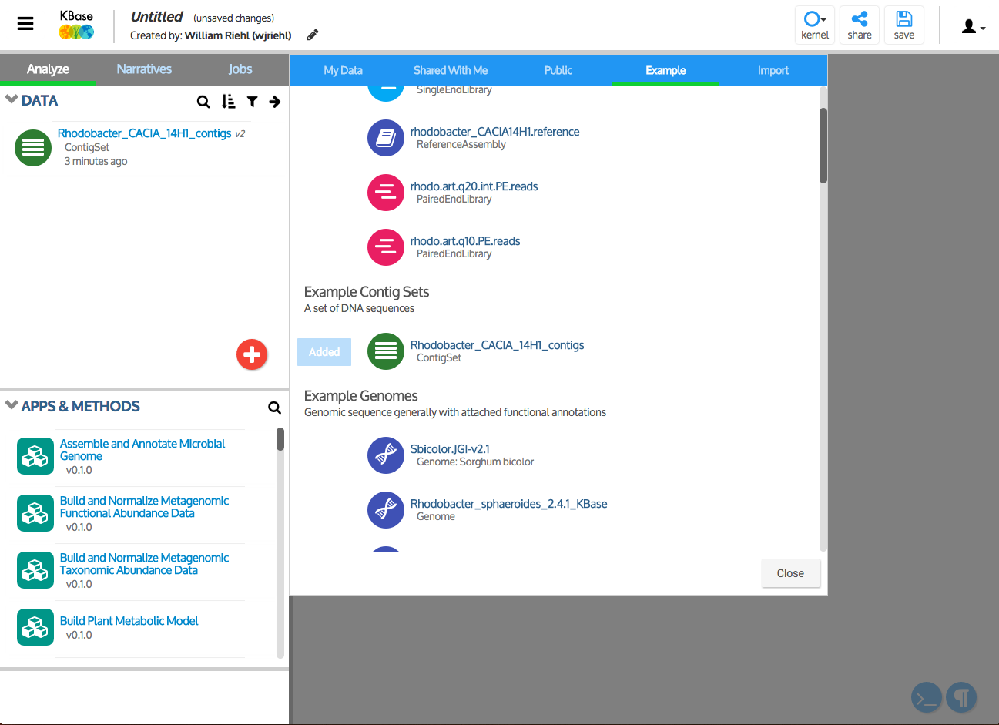 KBase
Untitled (unsaved changes)
Created by: William Riehl (wjriehl)
kernel
share
save
Analyze
Narratives
Jobs
My Data
Shared With Me
Public
Example
Import
DATA
Rhodobacter_CACIA_14H1_contigs v2
ContigSet
3 minutes ago
APPS & METHODS
Assemble and Annotate Microbial
Genome
v0.1.0
Build and Normalize Metagenomic
Functional Abundance Data
v0.1.0
Build and Normalize Metagenomic
Taxonomic Abundance Data
v0.1.0
Build Plant Metabolic Model
v0.1.0
SingleEndLibrary
rhodobacter_CACIA14H1.reference
ReferenceAssembly
rhodo.art.q20.int.PE.reads
PairedEndLibrary
rhodo.art.q10.PE.reads
PairedEndLibrary
Example Contig Sets
A set of DNA sequences
Added
Rhodobacter_CACIA_14H1_contigs
ContigSet
Example Genomes
Genomic sequence generally with attached functional annotations
Sbicolor.JGI-v2.1
Genome: Sorghum bicolor
Rhodobacter_sphaeroides_2.4.1_KBase
Genome
Close